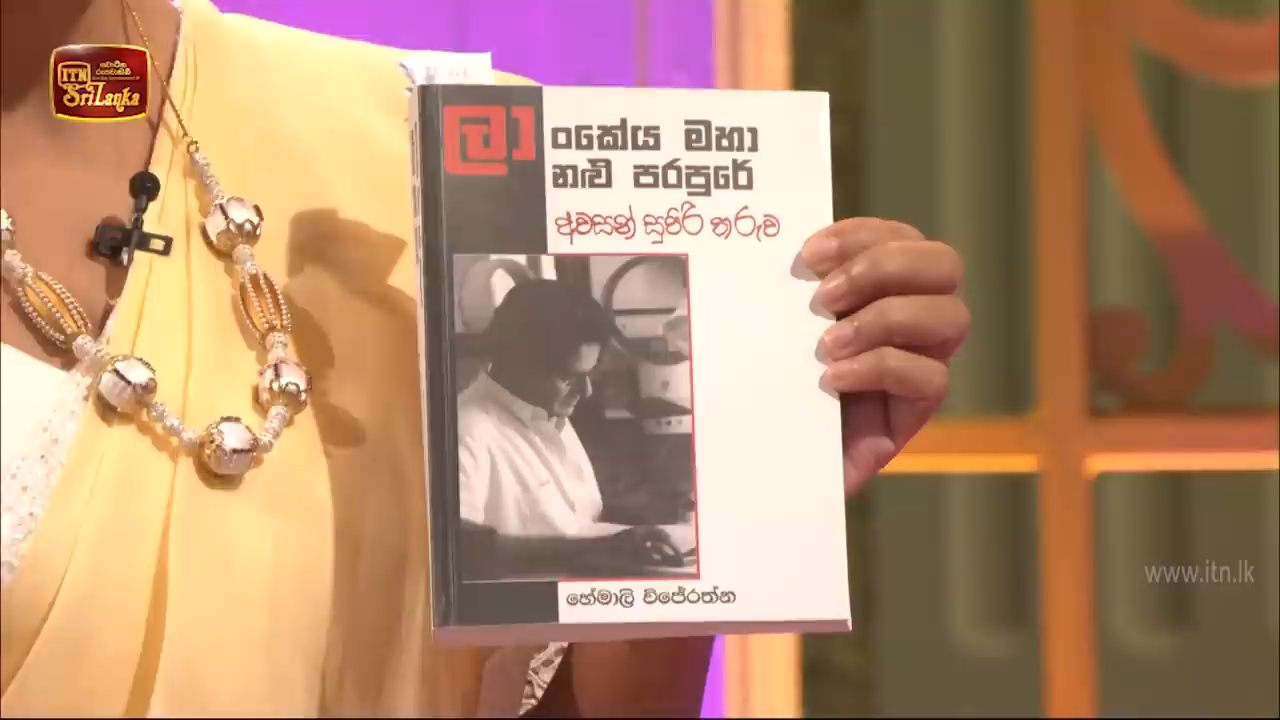 ITN
Sri Lanka
ලාංකේය මහා
නළු පරපුරේ
අවසන් සුපිරි තරුව
හේමාලි විජේරත්න
www.itn.lk